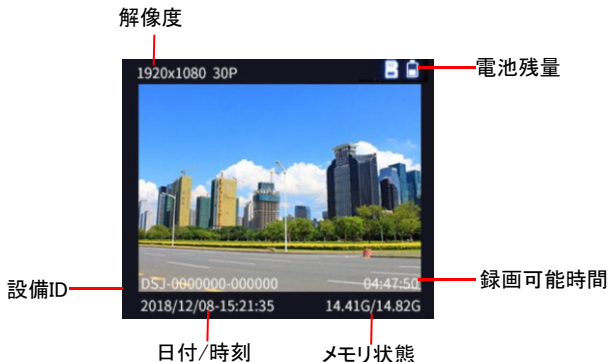 解像度
1920x1080 30P B
電池残量
DSJ-0000000-000000 04:47:50
設備ID
録画可能時間
2018/12/08-15:21:35 14.41G/14.82G
日付/時刻 メモリ状態